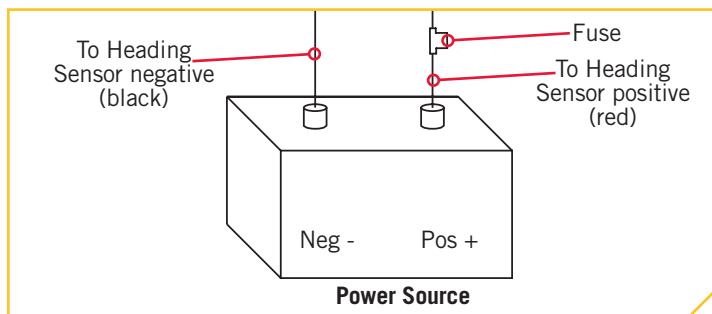 To Heading
Sensor negative
(black)
Fuse
To Heading
Sensor positive
(red)
Neg -
Pos +
Power Source